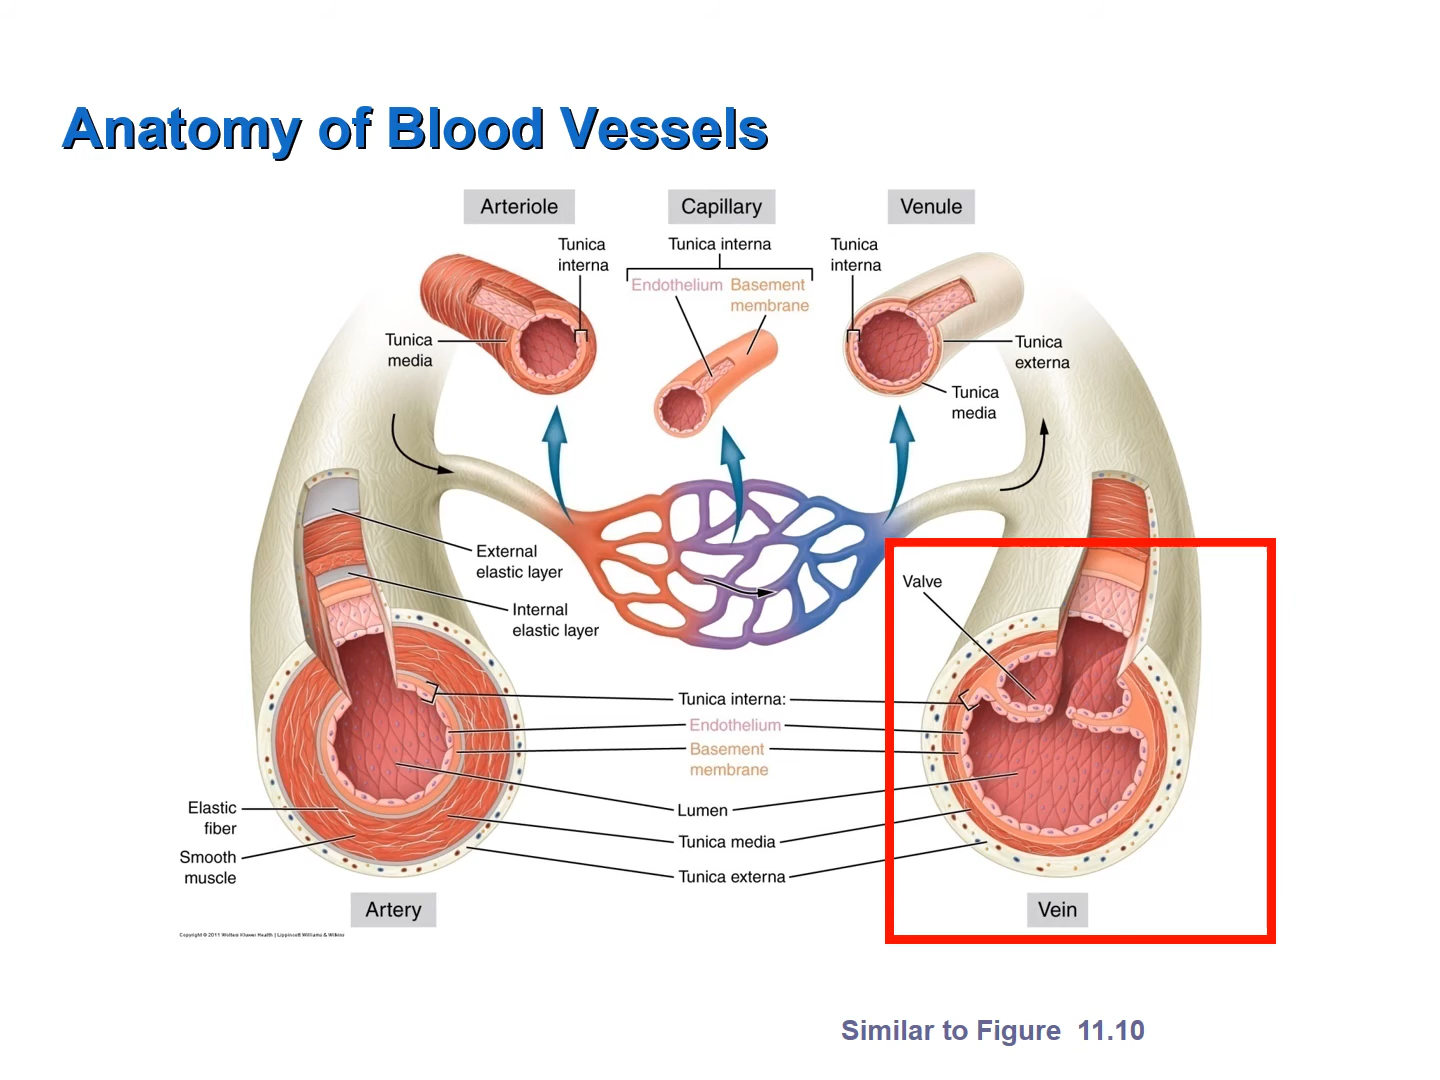 Anatomy of Blood Vessels
Arteriole
Capillary
Venule
Tunica
interna
Tunica interna
Tunica
interna
Endothelium
Basement
membrane
Tunica
media
Tunica
externa
Tunica
media
External
elastic layer
Internal
elastic layer
Valve
Tunica interna:
Endothelium
Basement
membrane
Lumen
Tunica media
Tunica externa
Elastic
fiber
Smooth
muscle
Artery
Vein
Copyright © 2011 Wolters Kluwer Health | Lippincott Williams & Wilkins
Similar to Figure 11.10